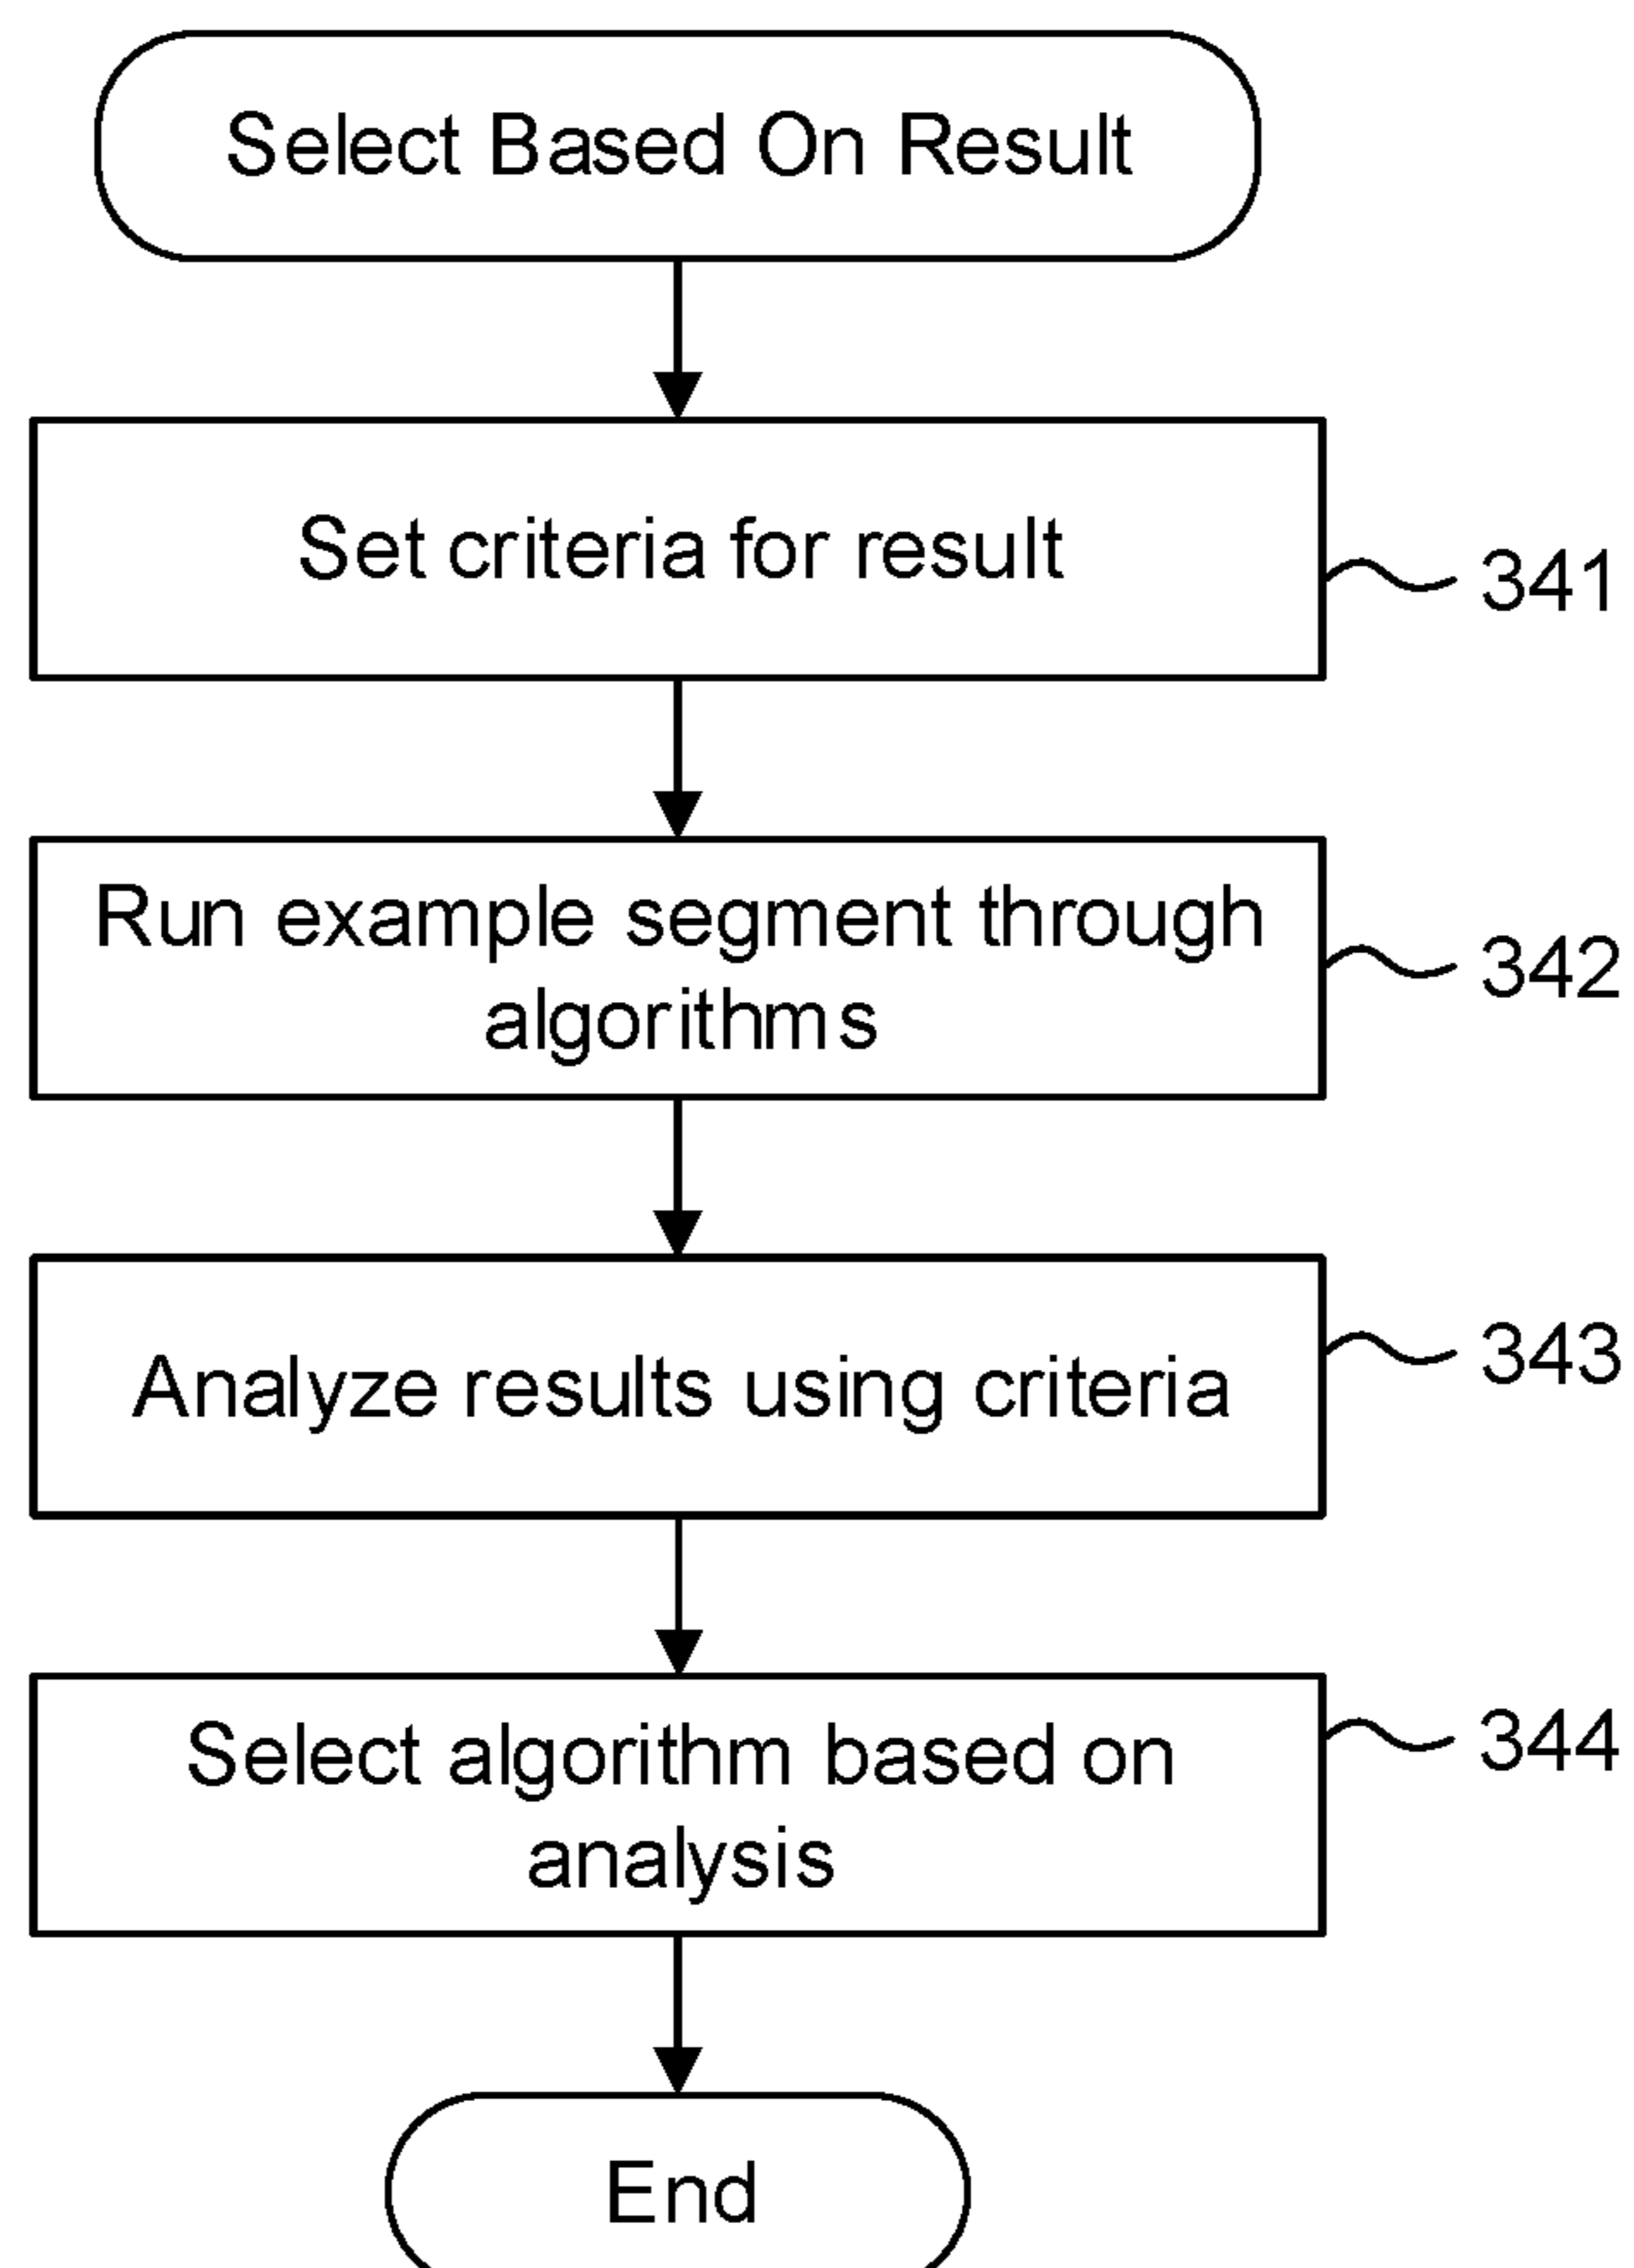 Select Based On Result
Set criteria for result
341
Run example segment through
algorithms
342
Analyze results using criteria
343
Select algorithm based on
analysis
344
End